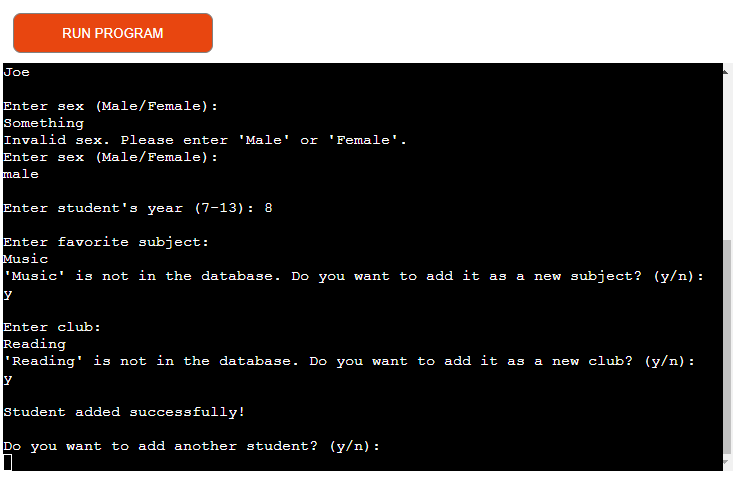 RUN PROGRAM
Joe
Enter sex (Male/Female):
Something
Invalid sex. Please enter 'Male' or 'Female'.
Enter sex (Male/Female):
male
Enter student's year (7-13): 8
Enter favorite subject:
Music
'Music' is not in the database. Do you want to add it as a new subject? (y/n):
y
Enter club:
Reading
'Reading' is not in the database. Do you want to add it as a new club? (y/n):
y
Student added successfully!
Do you want to add another student? (y/n):